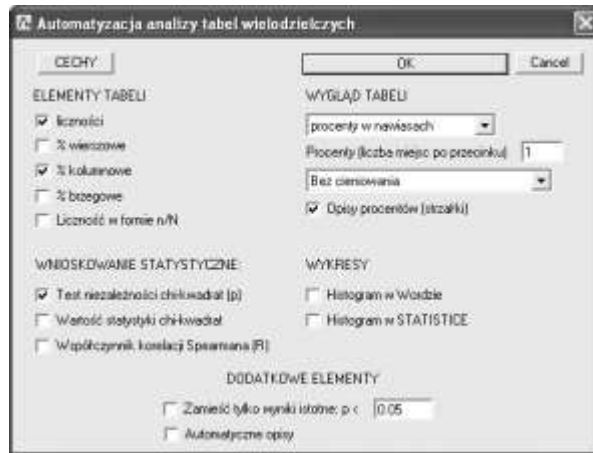 Automatyzacja analizy tabel wielodzielczych
CECHY
OK
Cancel
ELEMENTY TABELI
liczności
% wierszowe
% kolumnowe
% brzegowe
Liczność w formie n/N
WYGLĄD TABELI
procenty w nawiasach
Procenty (liczba miejsc po przecinku) 1
Bez cieniowania
Opisy procentów (strzałki)
WNIOSKOWANIE STATYSTYCZNE:
Test niezależności chi-kwadrat (p)
Wartość statystyki chi-kwadrat
Współczynnik korelacji Spearmana (R)
WYKRESY
Histogram w Wordzie
Histogram w STATISTICE
DODATKOWE ELEMENTY
Zamieść tylko wyniki istotne: p < 0.05
Automatyczne opisy